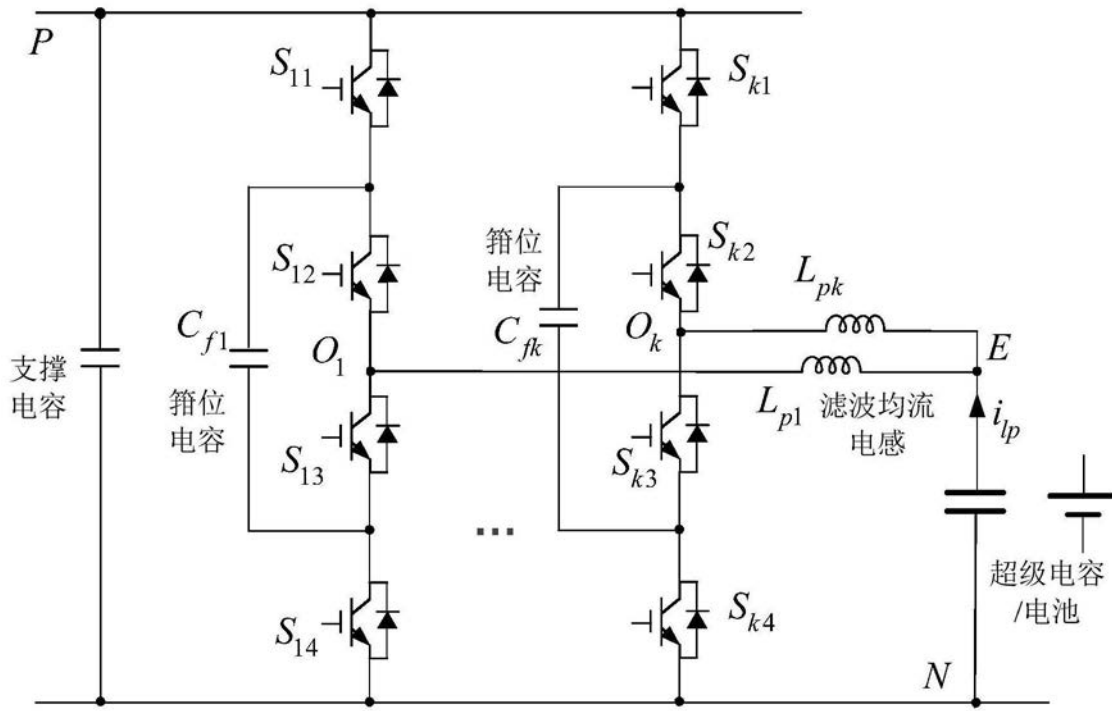 P
S11
Sk1
S12
箝位
电容
Sk2
Lpk
Cf1
O1
Cfk
Ok
E
支撑
电容
箝位
电容
Lp1
滤波均流
电感
ilp
S13
Sk3
...
超级电容
/电池
S14
Sk4
N